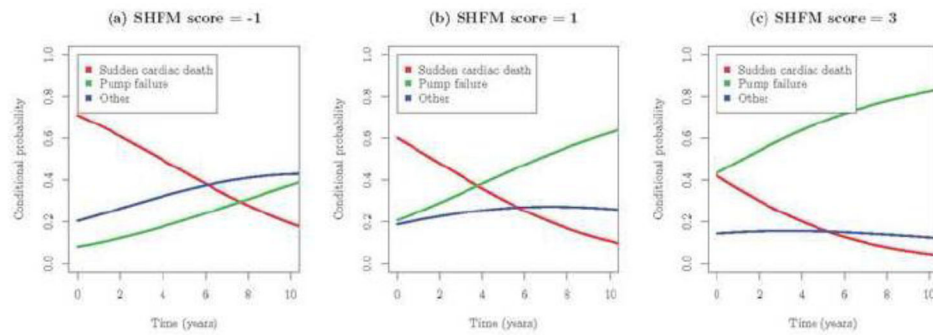 (a) SHFM score = -1
Conditional probability
0.0 0.2 0.4 0.6 0.8 1.0
Sudden cardiac death
Pump failure
Other
0 2 4 6 8 10
Time (years)
(b) SHFM score = 1
Conditional probability
0.0 0.2 0.4 0.6 0.8 1.0
Sudden cardiac death
Pump failure
Other
0 2 4 6 8 10
Time (years)
(c) SHFM score = 3
Conditional probability
0.0 0.2 0.4 0.6 0.8 1.0
Sudden cardiac death
Pump failure
Other
0 2 4 6 8 10
Time (years)